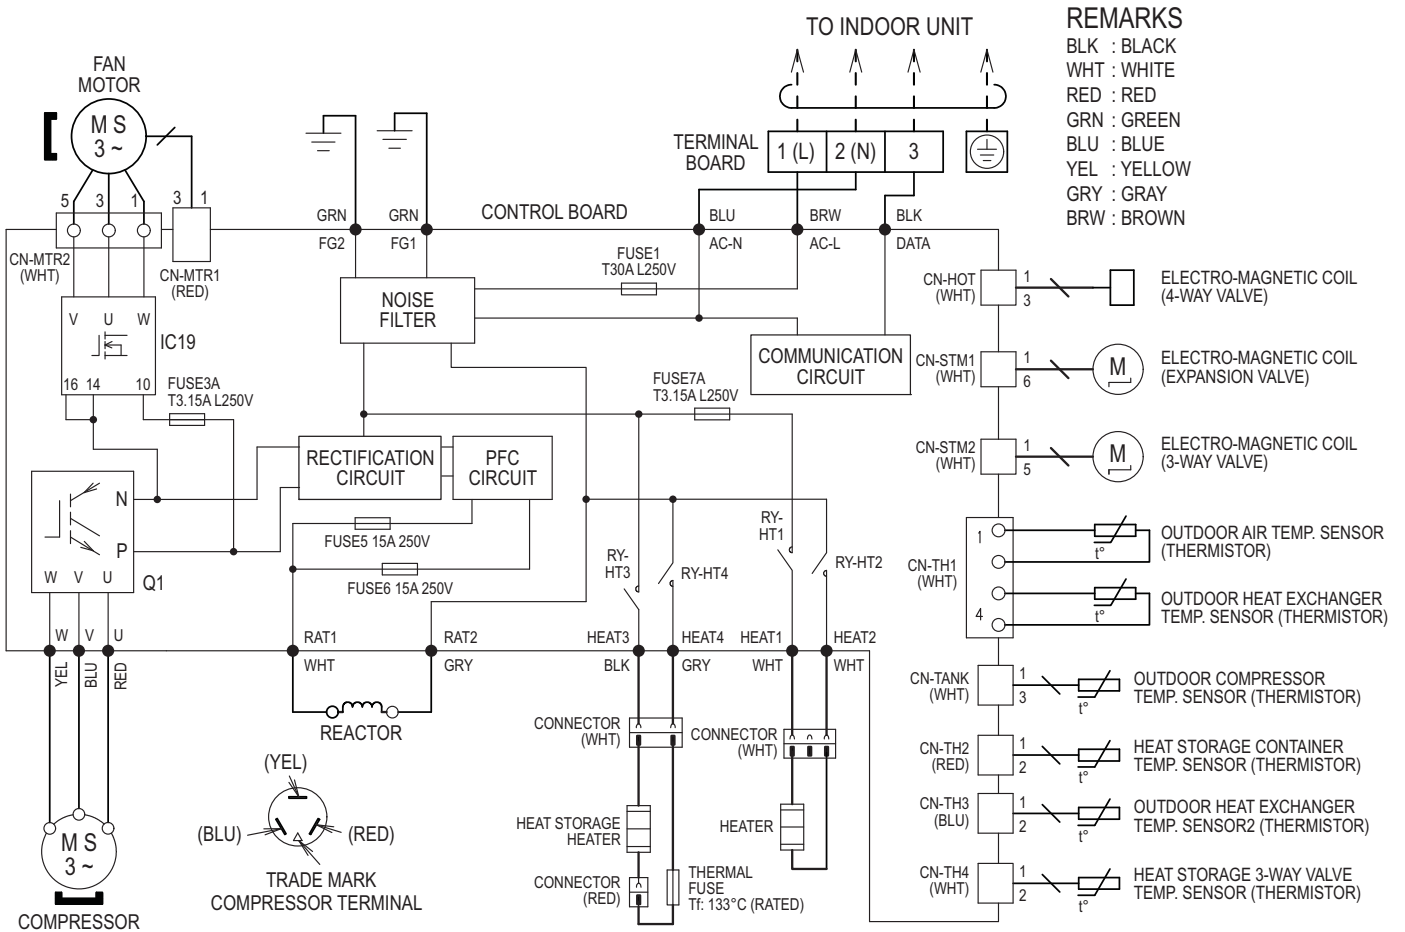 TO INDOOR UNIT
REMARKS
BLK : BLACK
WHT : WHITE
RED : RED
GRN : GREEN
BLU : BLUE
YEL : YELLOW
GRY : GRAY
BRW : BROWN
FAN
MOTOR
M S
3 ~
TERMINAL
BOARD
1 (L)
2 (N)
3
5
3
1
3
1
CN-MTR2
(WHT)
CN-MTR1
(RED)
GRN
FG2
GRN
FG1
CONTROL BOARD
BLU
AC-N
BRW
AC-L
BLK
DATA
FUSE1
T30A L250V
NOISE
FILTER
COMMUNICATION
CIRCUIT
V
U
W
IC19
16
14
10
FUSE3A
T3.15A L250V
FUSE7A
T3.15A L250V
RECTIFICATION
CIRCUIT
PFC
CIRCUIT
N
P
W
V
U
Q1
FUSE5 15A 250V
FUSE6 15A 250V
RY-
HT3
RY-HT4
RY-
HT1
RY-HT2
W
V
U
YEL
BLU
RED
RAT1
WHT
RAT2
GRY
HEAT3
BLK
HEAT4
GRY
HEAT1
WHT
HEAT2
WHT
REACTOR
CONNECTOR
(WHT)
CONNECTOR
(WHT)
HEAT STORAGE
HEATER
HEATER
CONNECTOR
(RED)
THERMAL
FUSE
Tf: 133°C (RATED)
M S
3 ~
COMPRESSOR
(YEL)
(BLU)
(RED)
TRADE MARK
COMPRESSOR TERMINAL
CN-HOT
(WHT)
1
3
ELECTRO-MAGNETIC COIL
(4-WAY VALVE)
CN-STM1
(WHT)
1
6
M
ELECTRO-MAGNETIC COIL
(EXPANSION VALVE)
CN-STM2
(WHT)
1
5
M
ELECTRO-MAGNETIC COIL
(3-WAY VALVE)
CN-TH1
(WHT)
1
4
t°
OUTDOOR AIR TEMP. SENSOR
(THERMISTOR)
t°
OUTDOOR HEAT EXCHANGER
TEMP. SENSOR (THERMISTOR)
CN-TANK
(WHT)
1
3
t°
OUTDOOR COMPRESSOR
TEMP. SENSOR (THERMISTOR)
CN-TH2
(RED)
1
2
t°
HEAT STORAGE CONTAINER
TEMP. SENSOR (THERMISTOR)
CN-TH3
(BLU)
1
2
t°
OUTDOOR HEAT EXCHANGER
TEMP. SENSOR2 (THERMISTOR)
CN-TH4
(WHT)
1
2
t°
HEAT STORAGE 3-WAY VALVE
TEMP. SENSOR (THERMISTOR)